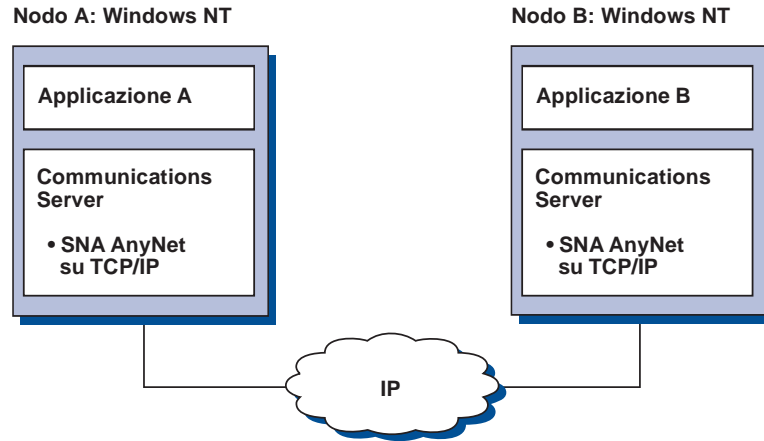 Nodo A: Windows NT
Applicazione A
Communications
Server
• SNA AnyNet
su TCP/IP
Nodo B: Windows NT
Applicazione B
Communications
Server
• SNA AnyNet
su TCP/IP
IP